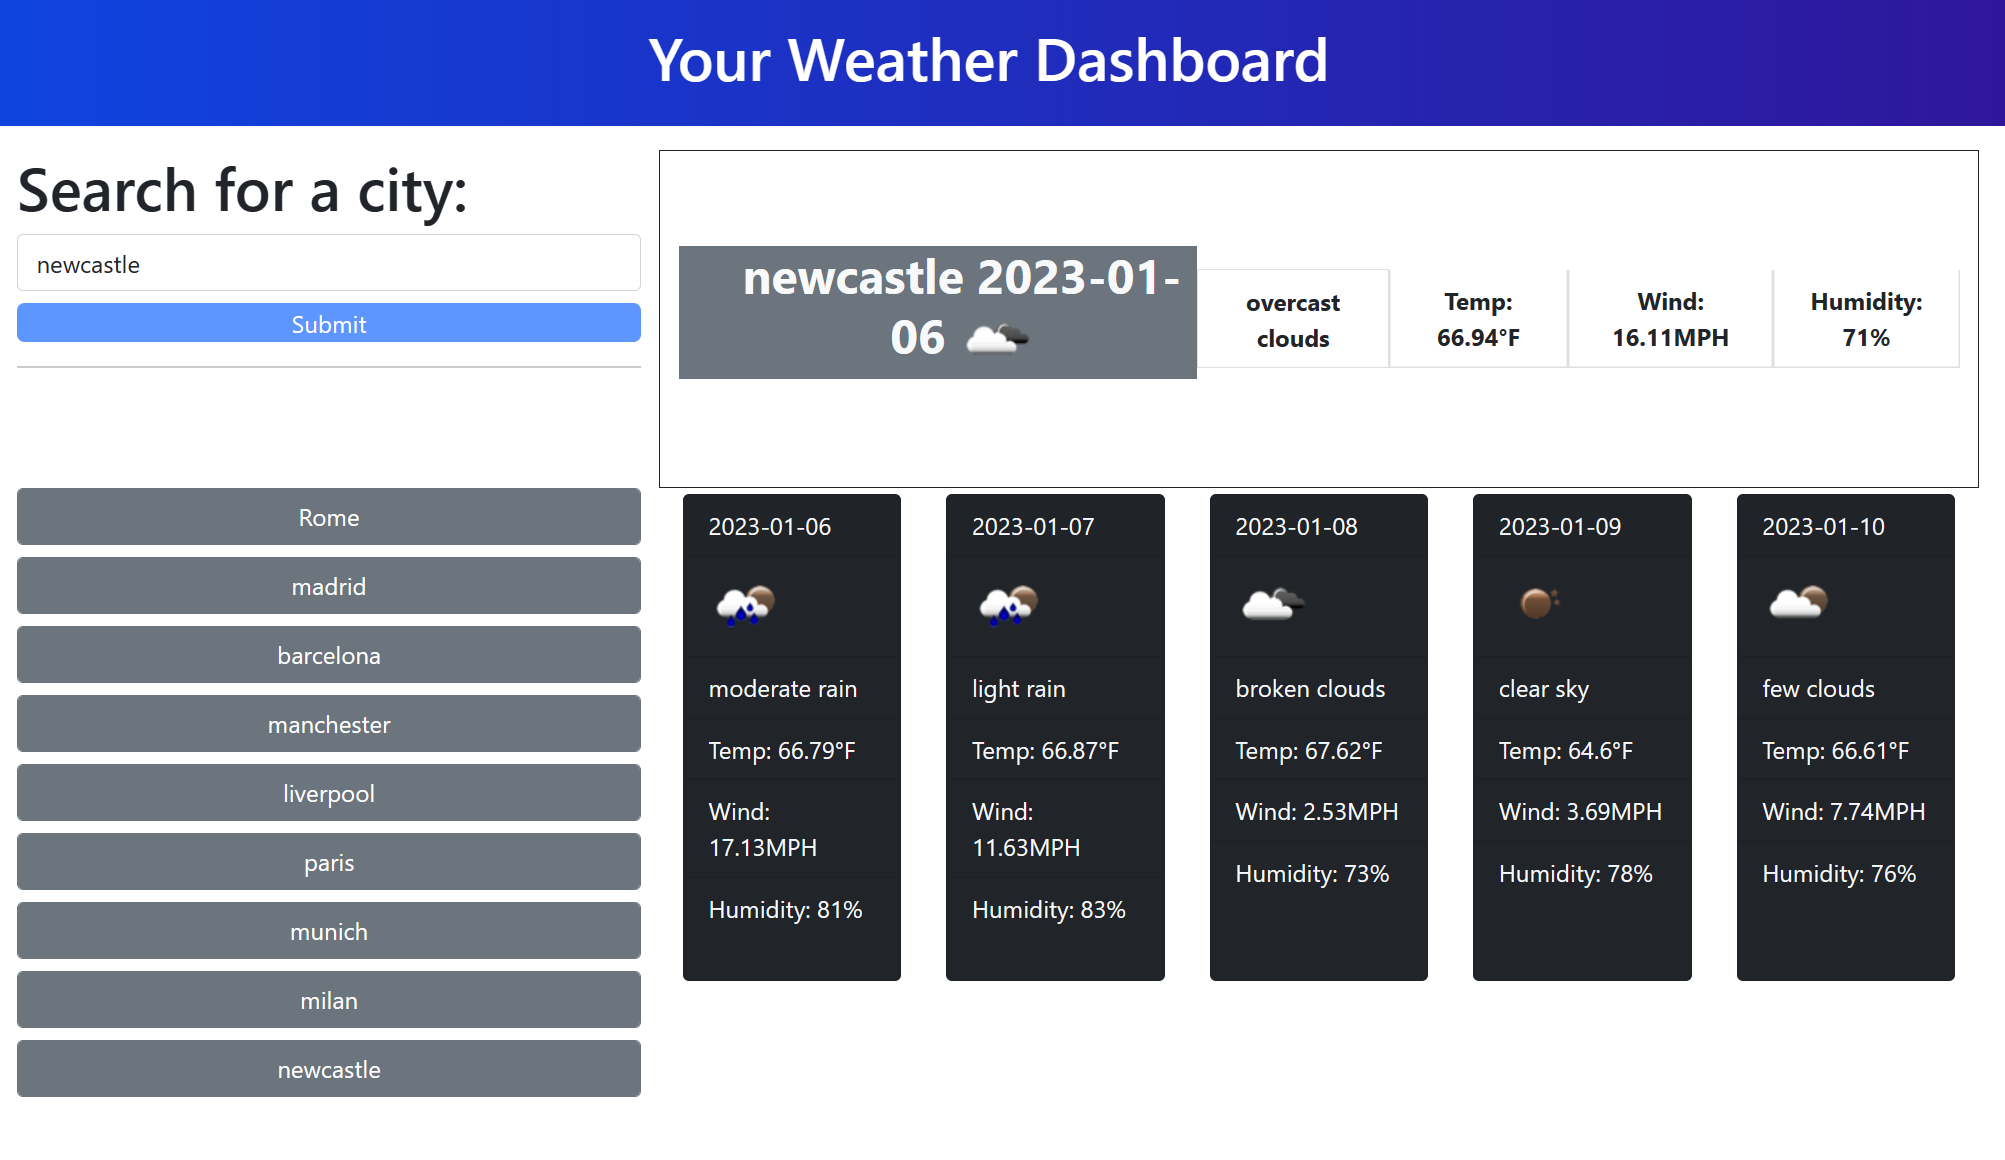 Your Weather Dashboard
Search for a city:
newcastle
Submit
Rome
madrid
barcelona
manchester
liverpool
paris
munich
milan
newcastle
newcastle 2023-01-
06
overcast
clouds
Temp:
66.94°F
Wind:
16.11MPH
Humidity:
71%
2023-01-06
moderate rain
Temp: 66.79°F
Wind:
17.13MPH
Humidity: 81%
2023-01-07
light rain
Temp: 66.87°F
Wind:
11.63MPH
Humidity: 83%
2023-01-08
broken clouds
Temp: 67.62°F
Wind: 2.53MPH
Humidity: 73%
2023-01-09
clear sky
Temp: 64.6°F
Wind: 3.69MPH
Humidity: 78%
2023-01-10
few clouds
Temp: 66.61°F
Wind: 7.74MPH
Humidity: 76%